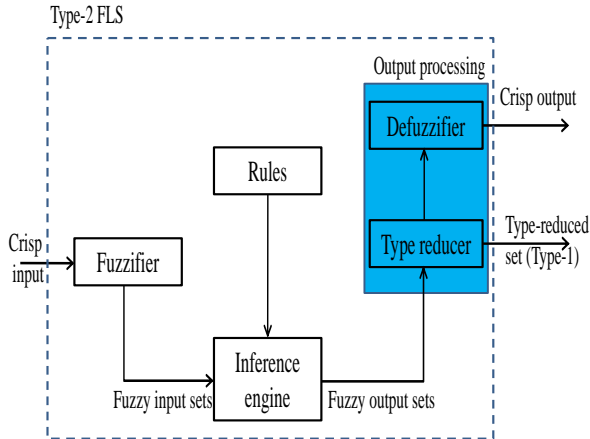 Type-2 FLS
Output processing
Crisp output
Defuzzifier
Rules
Crisp
input
Fuzzifier
Type reducer
Type-reduced
set (Type-1)
Inference
engine
Fuzzy input sets
Fuzzy output sets